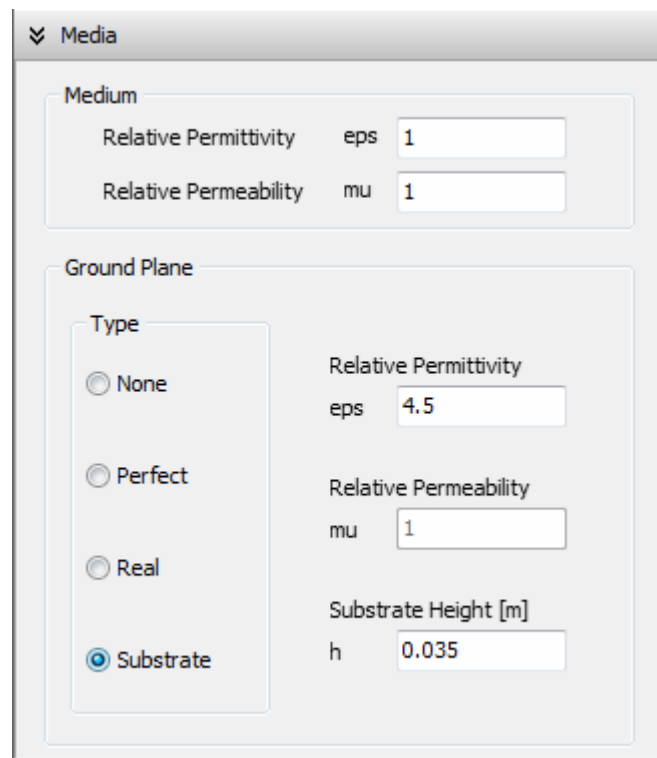 Media
Medium
Relative Permittivity eps 1
Relative Permeability mu 1
Ground Plane
Type
None
Perfect
Real
Substrate
Relative Permittivity
eps 4.5
Relative Permeability
mu 1
Substrate Height [m]
h 0.035